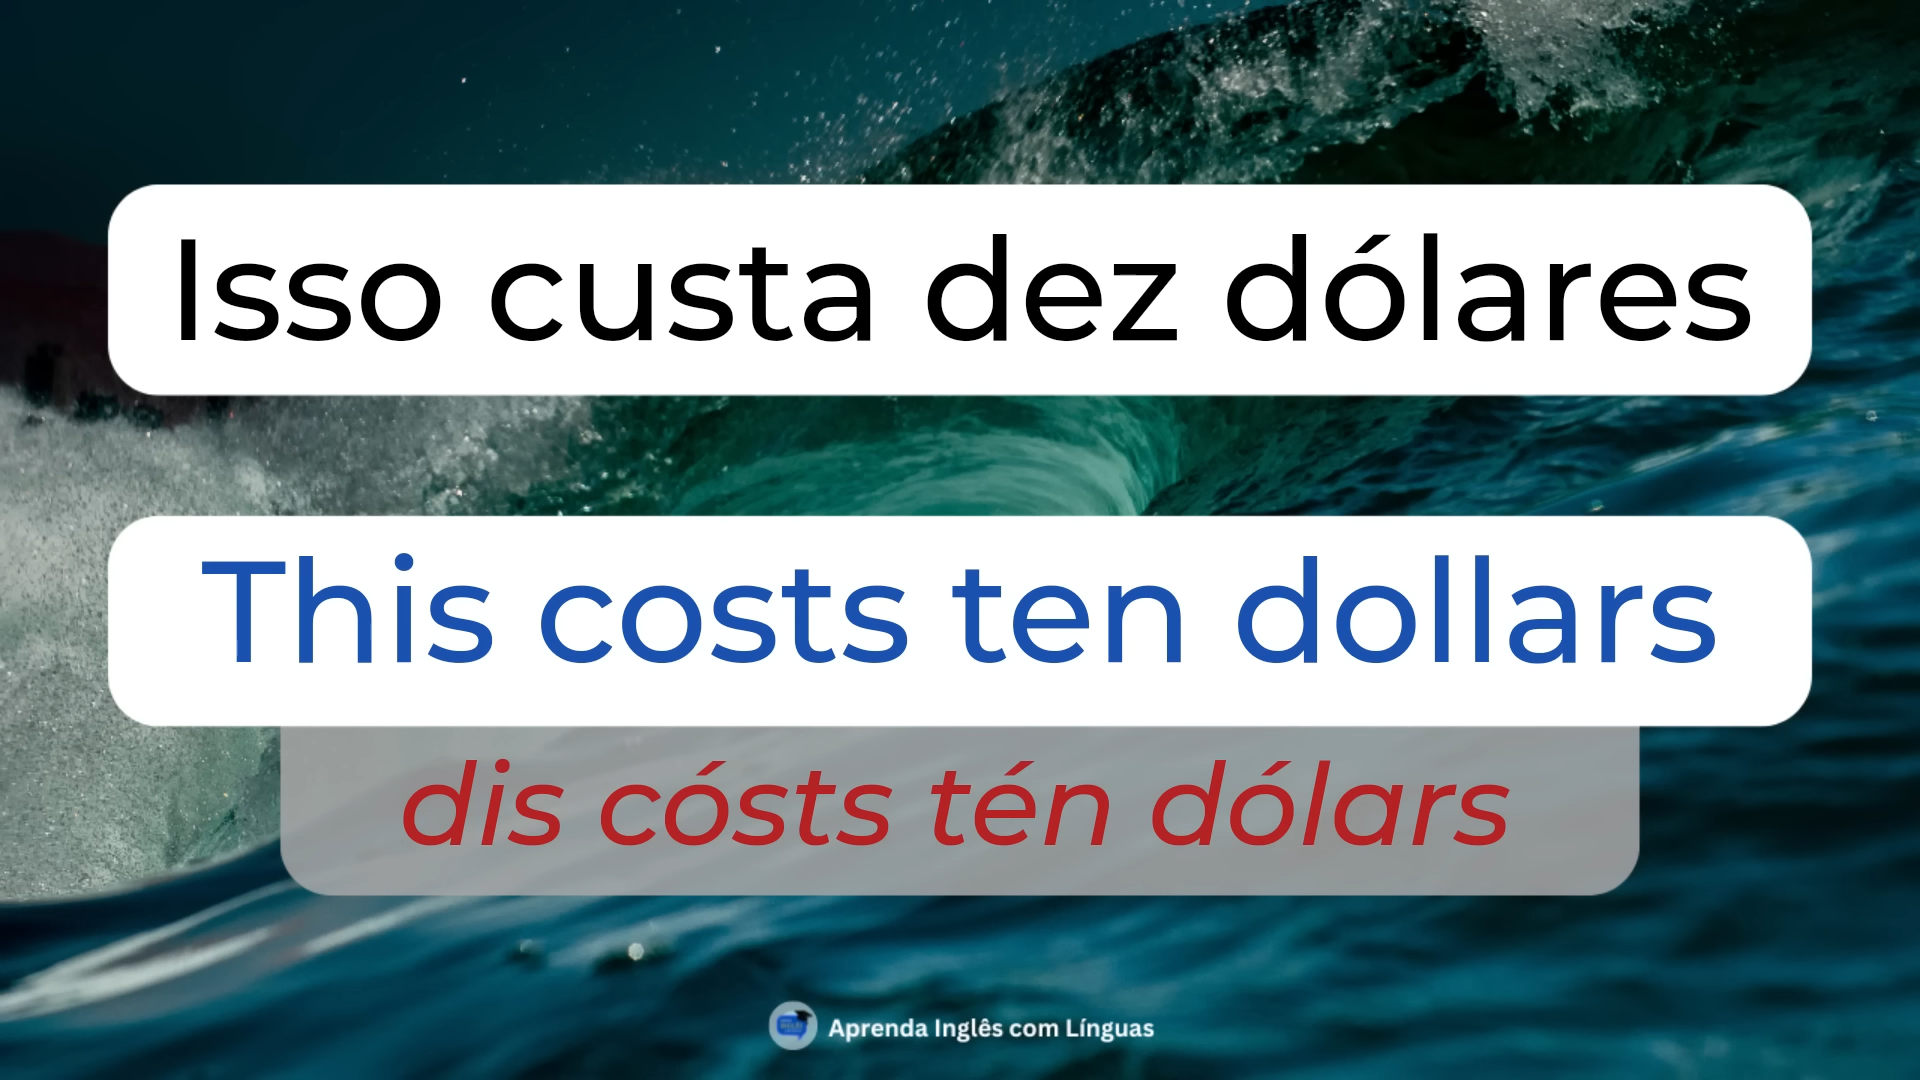 Isso custa dez dólares
This costs ten dollars
dis cósts tén dólars
Aprenda Inglês com Línguas